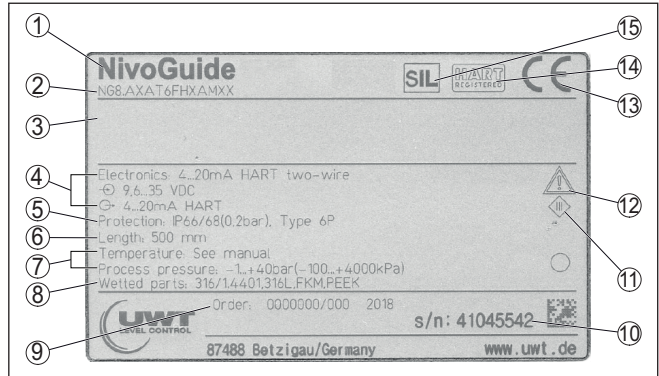 1
15
NivoGuide
SIL
HART
REGISTERED
CE
14
2
NG8.AXAT6FHXAMXX
13
3
Electronics: 4...20mA HART two-wire
4
9,6...35 VDC
4...20mA HART
12
5
Protection: IP66/68(0.2bar), Type 6P
6
Length: 500 mm
7
Temperature: See manual
11
Process pressure: -1...+40bar(-100...+4000kPa)
8
Wetted parts: 316/1.4401,316L,FKM,PEEK
Order: 0000000/000 2018
UWT
LEVEL CONTROL
s/n: 41045542
10
9
87488 Betzigau/Germany
www.uwt.de